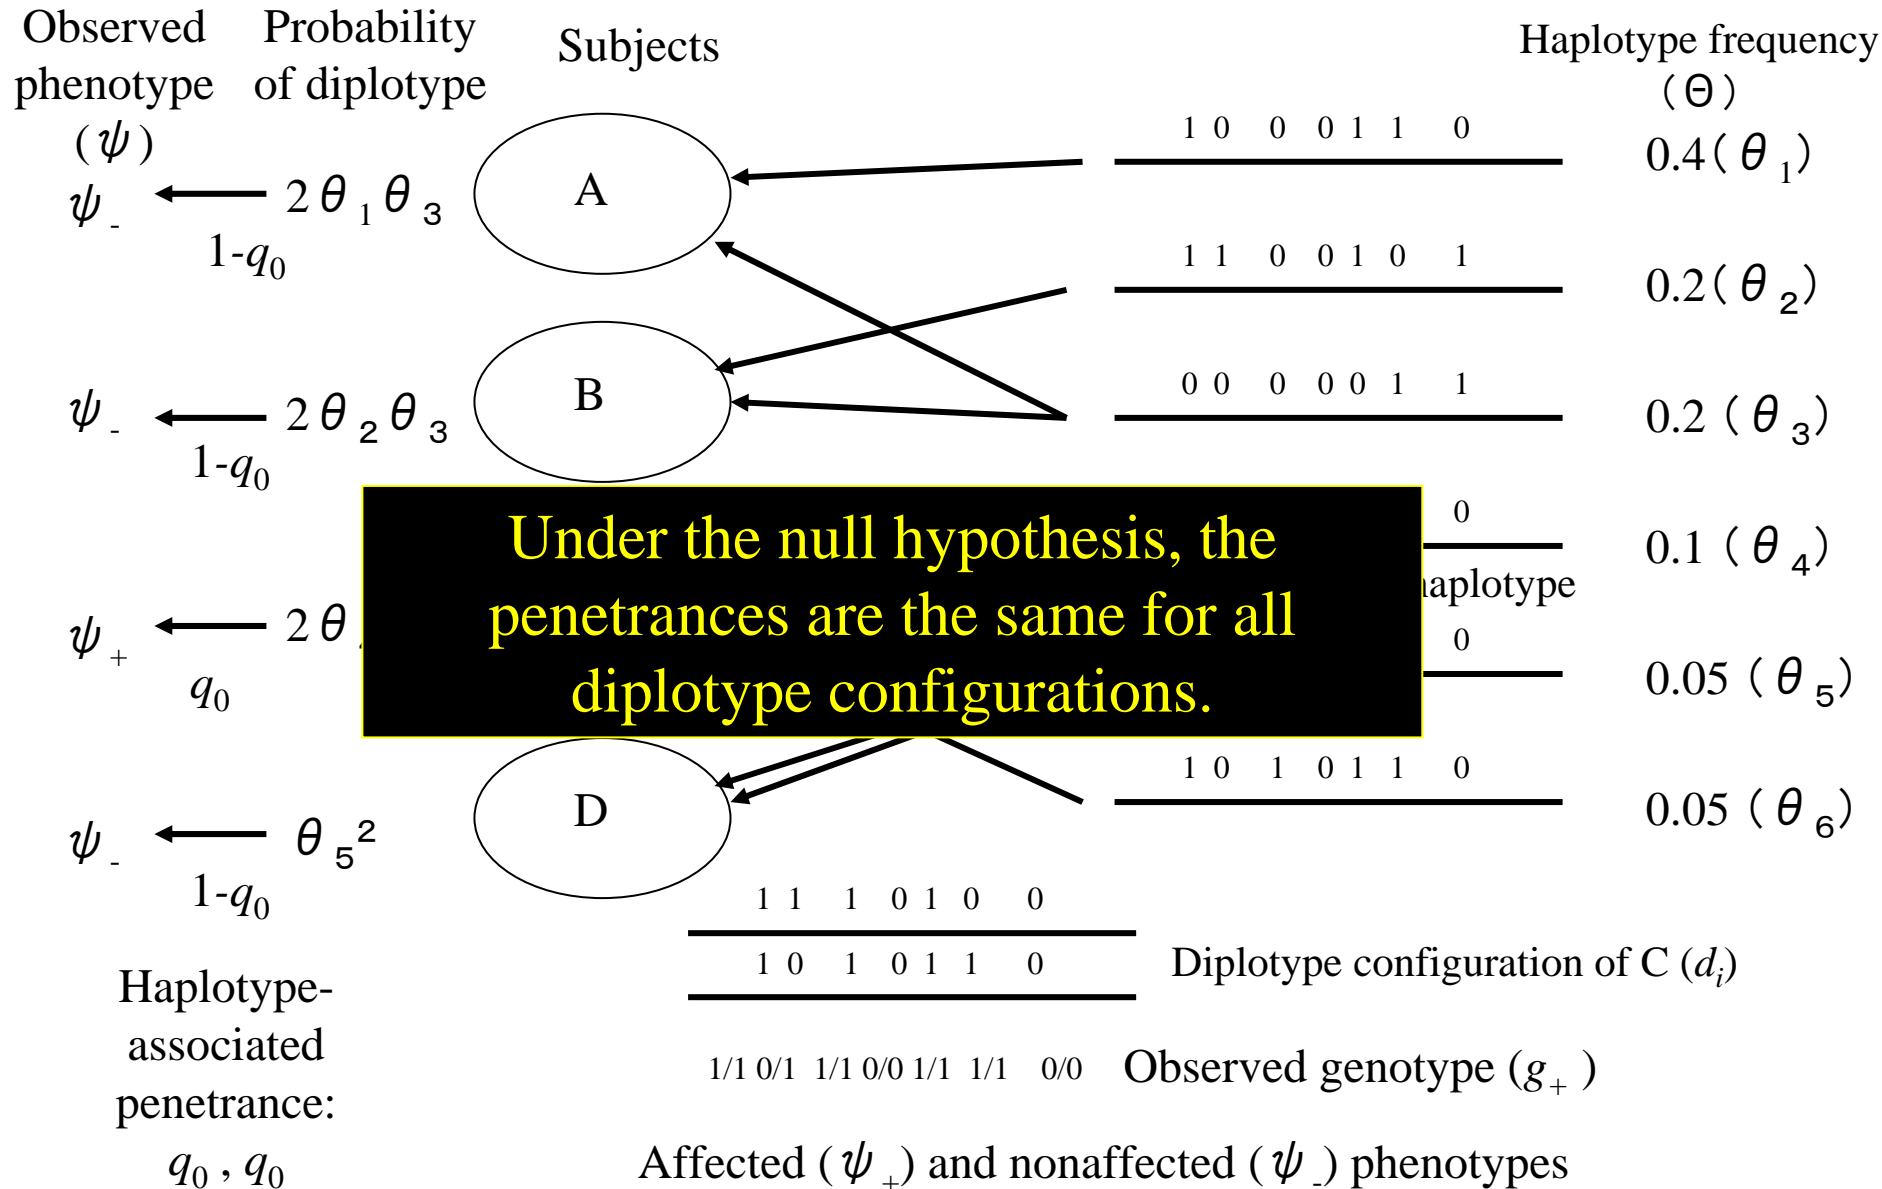 Observed
phenotype
(ψ)
Probability
of diplotype
Subjects
Haplotype frequency
(Θ)
1 0 0 0 1 1 0
0.4(θ1)
A
2θ1θ3
ψ-
1-q0
1 1 0 0 1 0 1
0.2(θ2)
0 0 0 0 0 1 1
0.2(θ3)
B
2θ2θ3
ψ-
1-q0
Under the null hypothesis, the
penetrances are the same for all
diplotype configurations.
0
0.1(θ4)
haplotype
0
0.05(θ5)
2θ
ψ+
q0
1 0 1 0 1 1 0
0.05(θ6)
D
θ5²
ψ-
1-q0
1 1 1 0 1 0 0
1 0 1 0 1 1 0
Diplotype configuration of C (di)
Haplotype-
associated
penetrance:
q0 , q0
1/1 0/1 1/1 0/0 1/1 1/1 0/0 Observed genotype (g+ )
Affected (ψ+) and nonaffected (ψ-) phenotypes